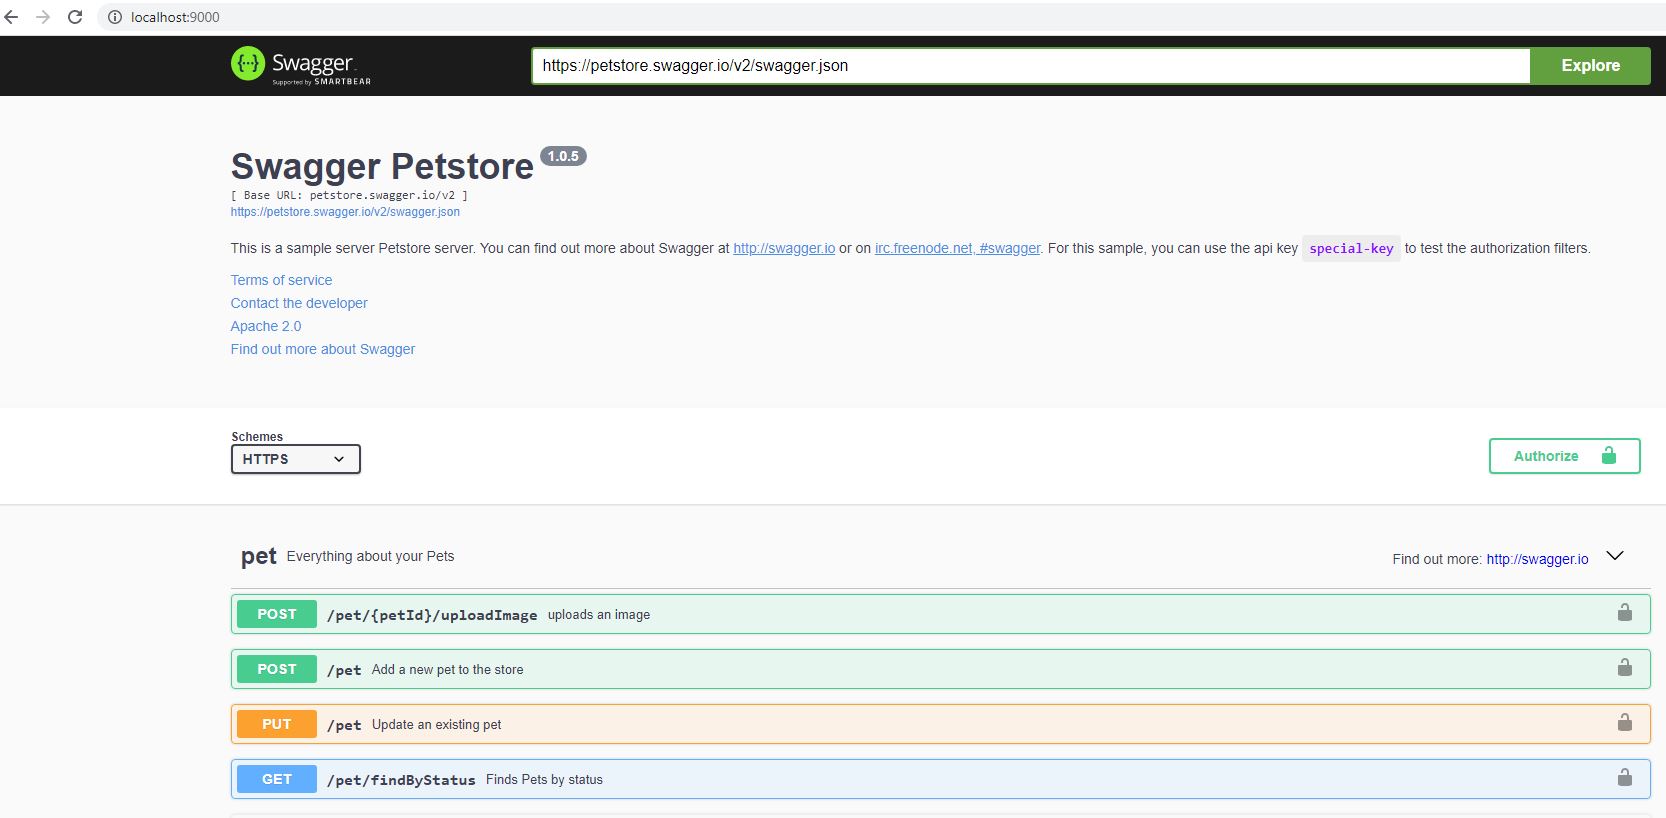 localhost:9000
Swagger
Supported by SMARTBEAR
https://petstore.swagger.io/v2/swagger.json
Explore
Swagger Petstore 1.0.5
[ Base URL: petstore.swagger.io/v2 ]
https://petstore.swagger.io/v2/swagger.json
This is a sample server Petstore server. You can find out more about Swagger at http://swagger.io or on irc.freenode.net, #swagger. For this sample, you can use the api key special-key to test the authorization filters.
Terms of service
Contact the developer
Apache 2.0
Find out more about Swagger
Schemes
HTTPS
Authorize
pet Everything about your Pets
Find out more: http://swagger.io
POST /pet/{petId}/uploadImage uploads an image
POST /pet Add a new pet to the store
PUT /pet Update an existing pet
GET /pet/findByStatus Finds Pets by status